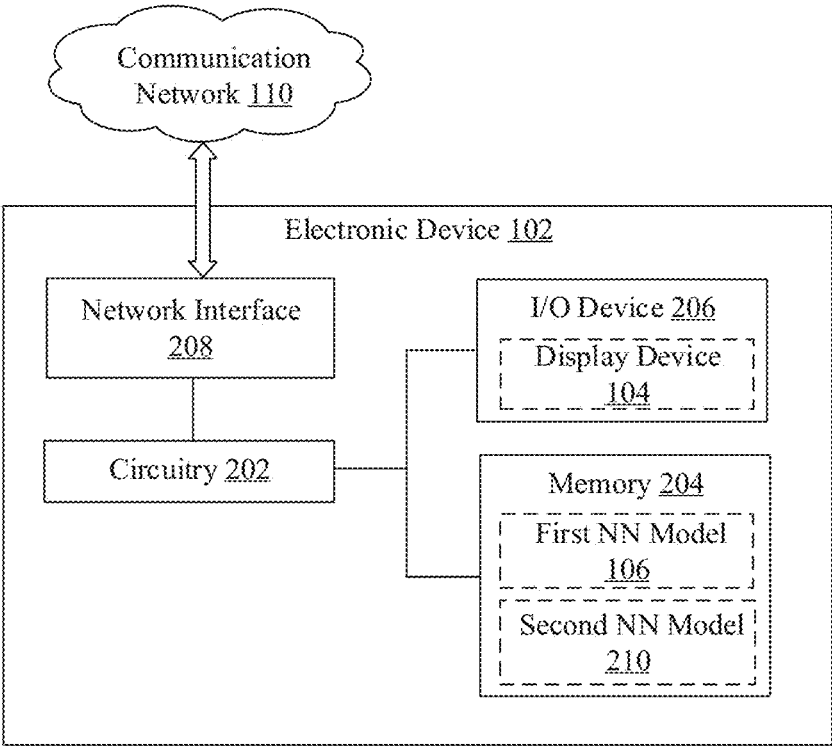 Communication
Network 110
Electronic Device 102
Network Interface
208
Circuitry 202
I/O Device 206
Display Device
104
Memory 204
First NN Model
106
Second NN Model
210